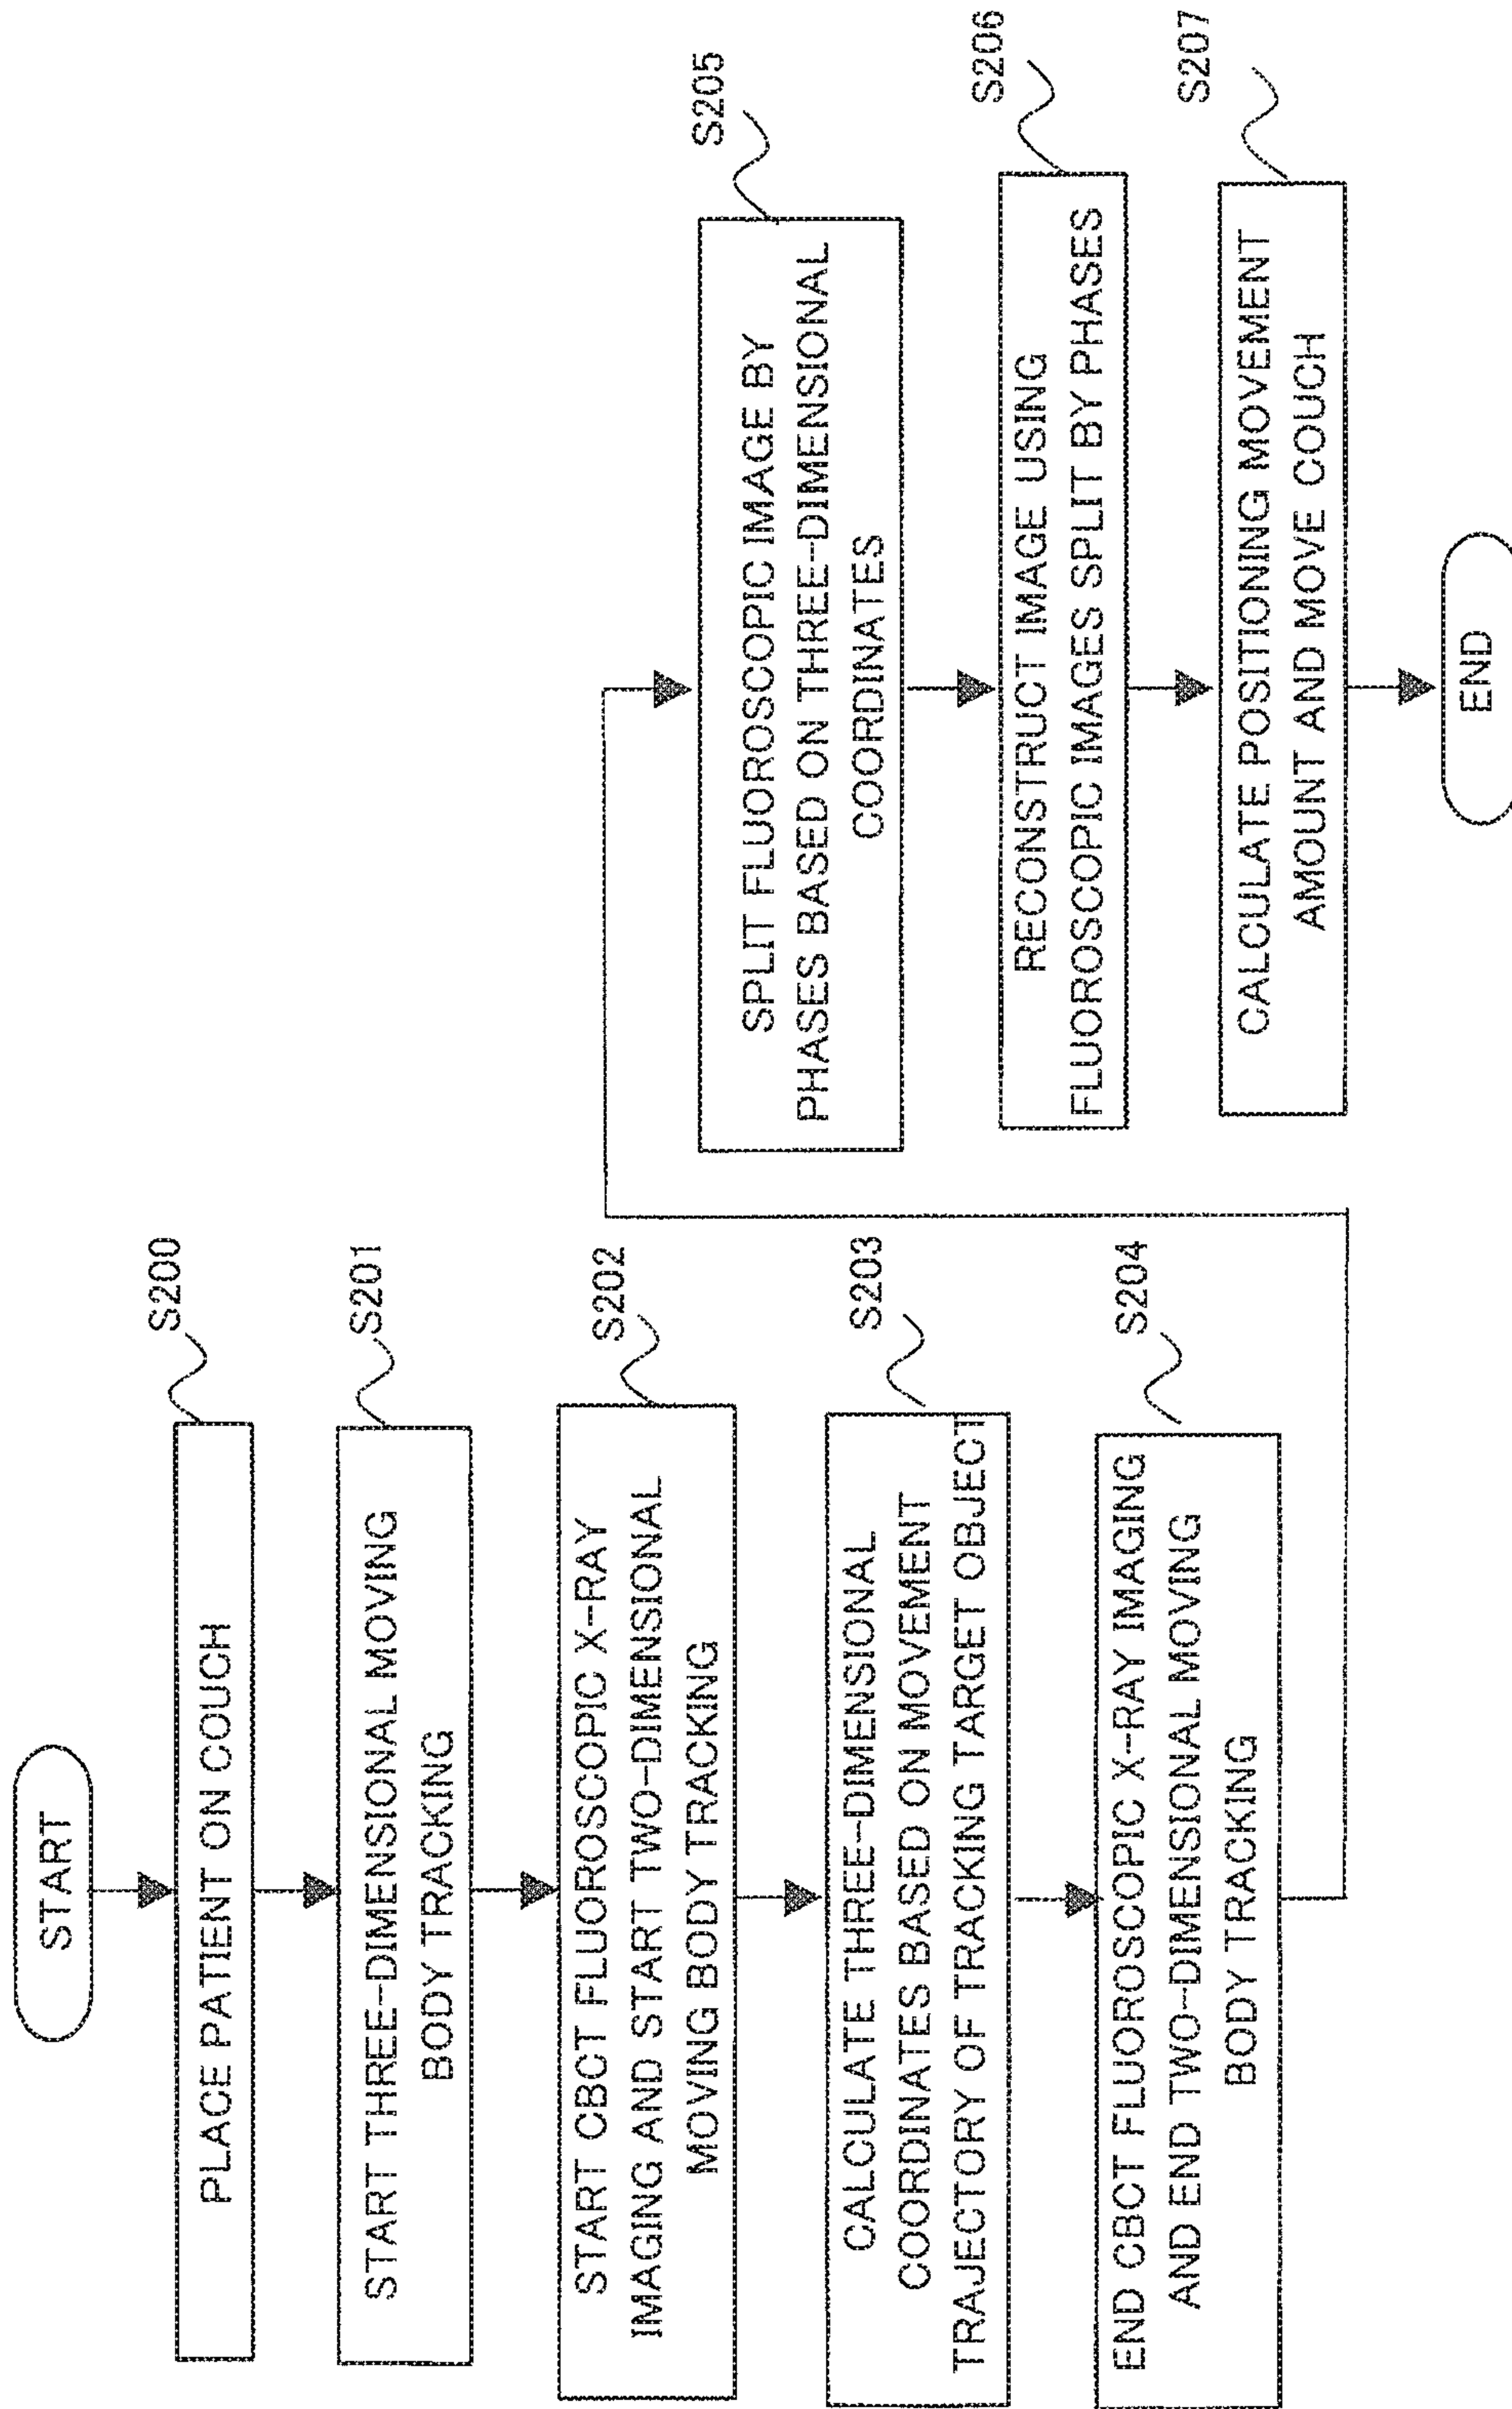 START
PLACE PATIENT ON COUCH
S200
START THREE-DIMENSIONAL MOVING
BODY TRACKING
S201
START CBCT FLUOROSCOPIC X-RAY
IMAGING AND START TWO-DIMENSIONAL
MOVING BODY TRACKING
S202
CALCULATE THREE-DIMENSIONAL
COORDINATES BASED ON MOVEMENT
TRAJECTORY OF TRACKING TARGET OBJECT
S203
END CBCT FLUOROSCOPIC X-RAY IMAGING
AND END TWO-DIMENSIONAL MOVING
BODY TRACKING
S204
SPLIT FLUOROSCOPIC IMAGE BY
PHASES BASED ON THREE-DIMENSIONAL
COORDINATES
S205
RECONSTRUCT IMAGE USING
FLUOROSCOPIC IMAGES SPLIT BY PHASES
S206
CALCULATE POSITIONING MOVEMENT
AMOUNT AND MOVE COUCH
S207
END